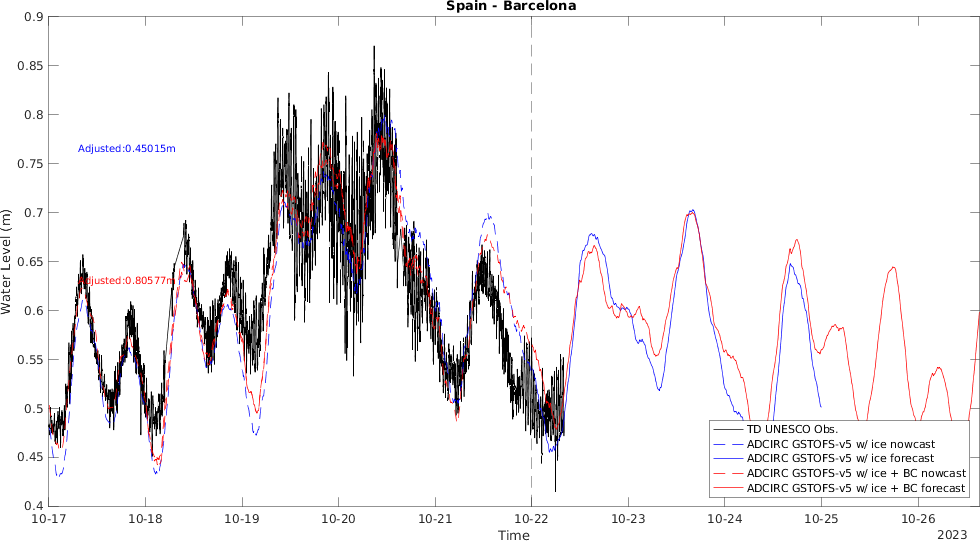 Spain - Barcelona
0.9
0.85
0.8
0.75
0.7
0.65
0.6
0.55
0.5
0.45
0.4
Water Level (m)
Adjusted:0.45015m
Adjusted:0.80577m
TD UNESCO Obs.
ADCIRC GSTOFS-v5 w/ ice nowcast
ADCIRC GSTOFS-v5 w/ ice forecast
ADCIRC GSTOFS-v5 w/ ice + BC nowcast
ADCIRC GSTOFS-v5 w/ ice + BC forecast
10-17 10-18 10-19 10-20 10-21 10-22 10-23 10-24 10-25 10-26
Time
2023